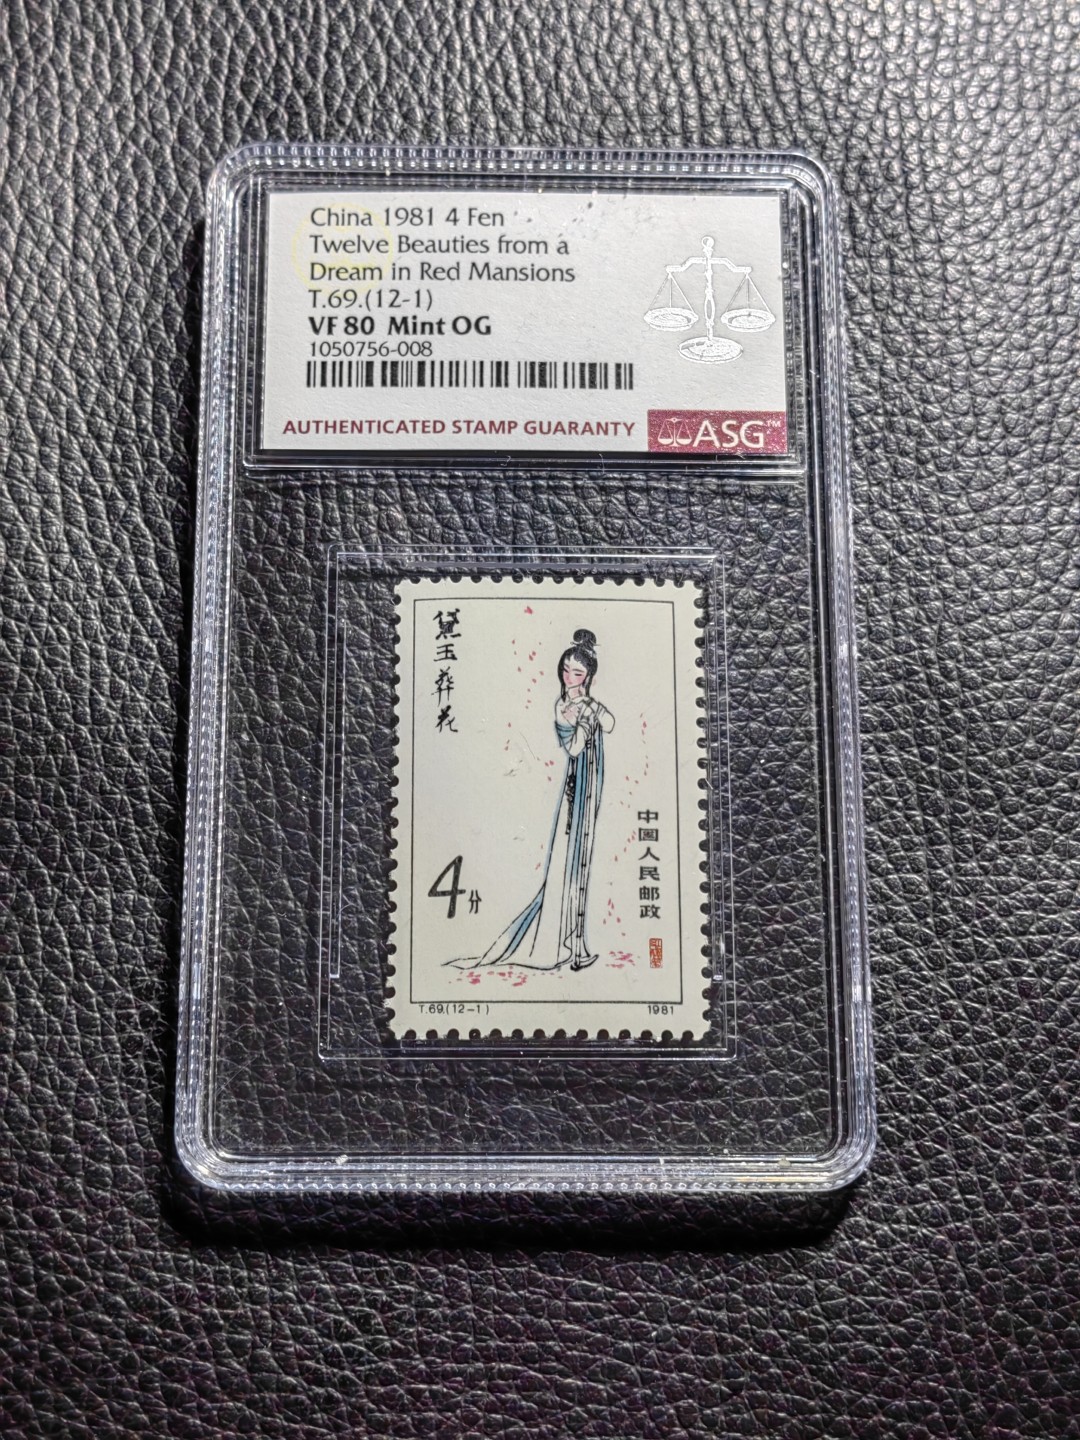 China 1981 4 Fen
Twelve Beauties from a
Dream in Red Mansions
T.69.(12-1)
VF 80 Mint OG
1050756-008
AUTHENTICATED STAMP GUARANTY
ASG™
黛玉葬花
4分
中国人民邮政
T.69.(12-1)
1981